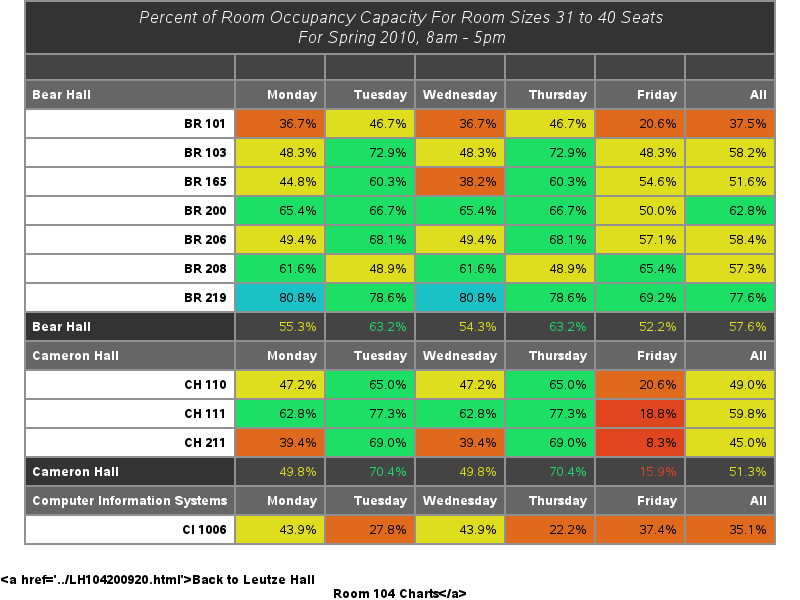 Percent of Room Occupancy Capacity For Room Sizes 31 to 40 Seats
For Spring 2010, 8am - 5pm
Bear Hall Monday Tuesday Wednesday Thursday Friday All
BR 101 36.7% 46.7% 36.7% 46.7% 20.6% 37.5%
BR 103 48.3% 72.9% 48.3% 72.9% 48.3% 58.2%
BR 165 44.8% 60.3% 38.2% 60.3% 54.6% 51.6%
BR 200 65.4% 66.7% 65.4% 66.7% 50.0% 62.8%
BR 206 49.4% 68.1% 49.4% 68.1% 57.1% 58.4%
BR 208 61.6% 48.9% 61.6% 48.9% 65.4% 57.3%
BR 219 80.8% 78.6% 80.8% 78.6% 69.2% 77.6%
Bear Hall 55.3% 63.2% 54.3% 63.2% 52.2% 57.6%
Cameron Hall Monday Tuesday Wednesday Thursday Friday All
CH 110 47.2% 65.0% 47.2% 65.0% 20.6% 49.0%
CH 111 62.8% 77.3% 62.8% 77.3% 18.8% 59.8%
CH 211 39.4% 69.0% 39.4% 69.0% 8.3% 45.0%
Cameron Hall 49.8% 70.4% 49.8% 70.4% 15.9% 51.3%
Computer Information Systems Monday Tuesday Wednesday Thursday Friday All
CI 1006 43.9% 27.8% 43.9% 22.2% 37.4% 35.1%
<a href='../LH104200920.html'>Back to Leutze Hall
Room 104 Charts</a>